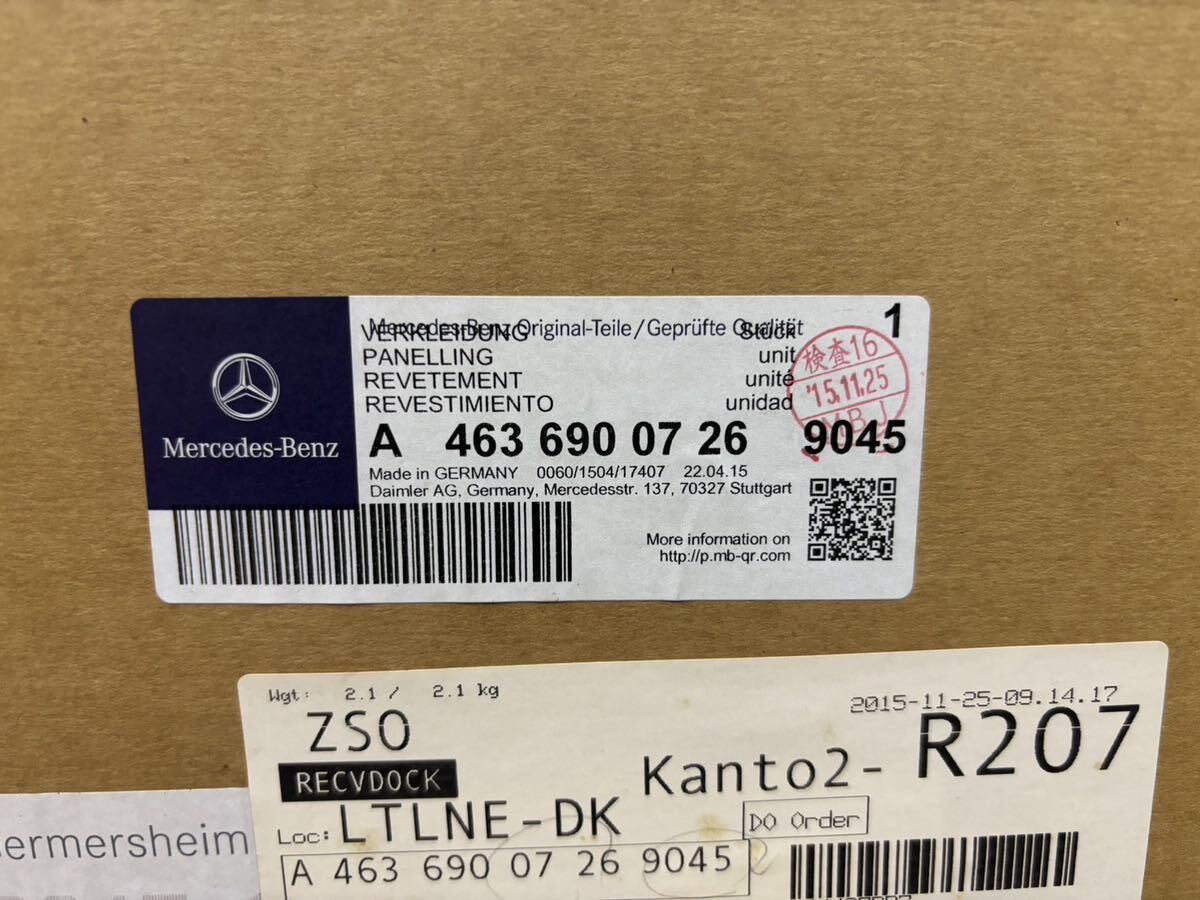 Mercedes-Benz Original-Teile/Geprüfte Qualität
VERKLEIDUNG Stück 1
PANELLING unit
REVETEMENT unité
REVESTIMIENTO unidad
A 463 690 07 26 9045
Made in GERMANY 0060/1504/17407 22.04.15
Daimler AG, Germany, Mercedesstr. 137, 70327 Stuttgart
More information on
http://p.mb-qr.com
Mercedes-Benz
検査16
'15.11.25
MBJ
Wgt: 2.1 / 2.1 kg
2015-11-25-09.14.17
ZSO
RECVDOCK
Kanto2- R207
Loc: LTLNE-DK
DO Order
A 463 690 07 26 9045
ermersheim